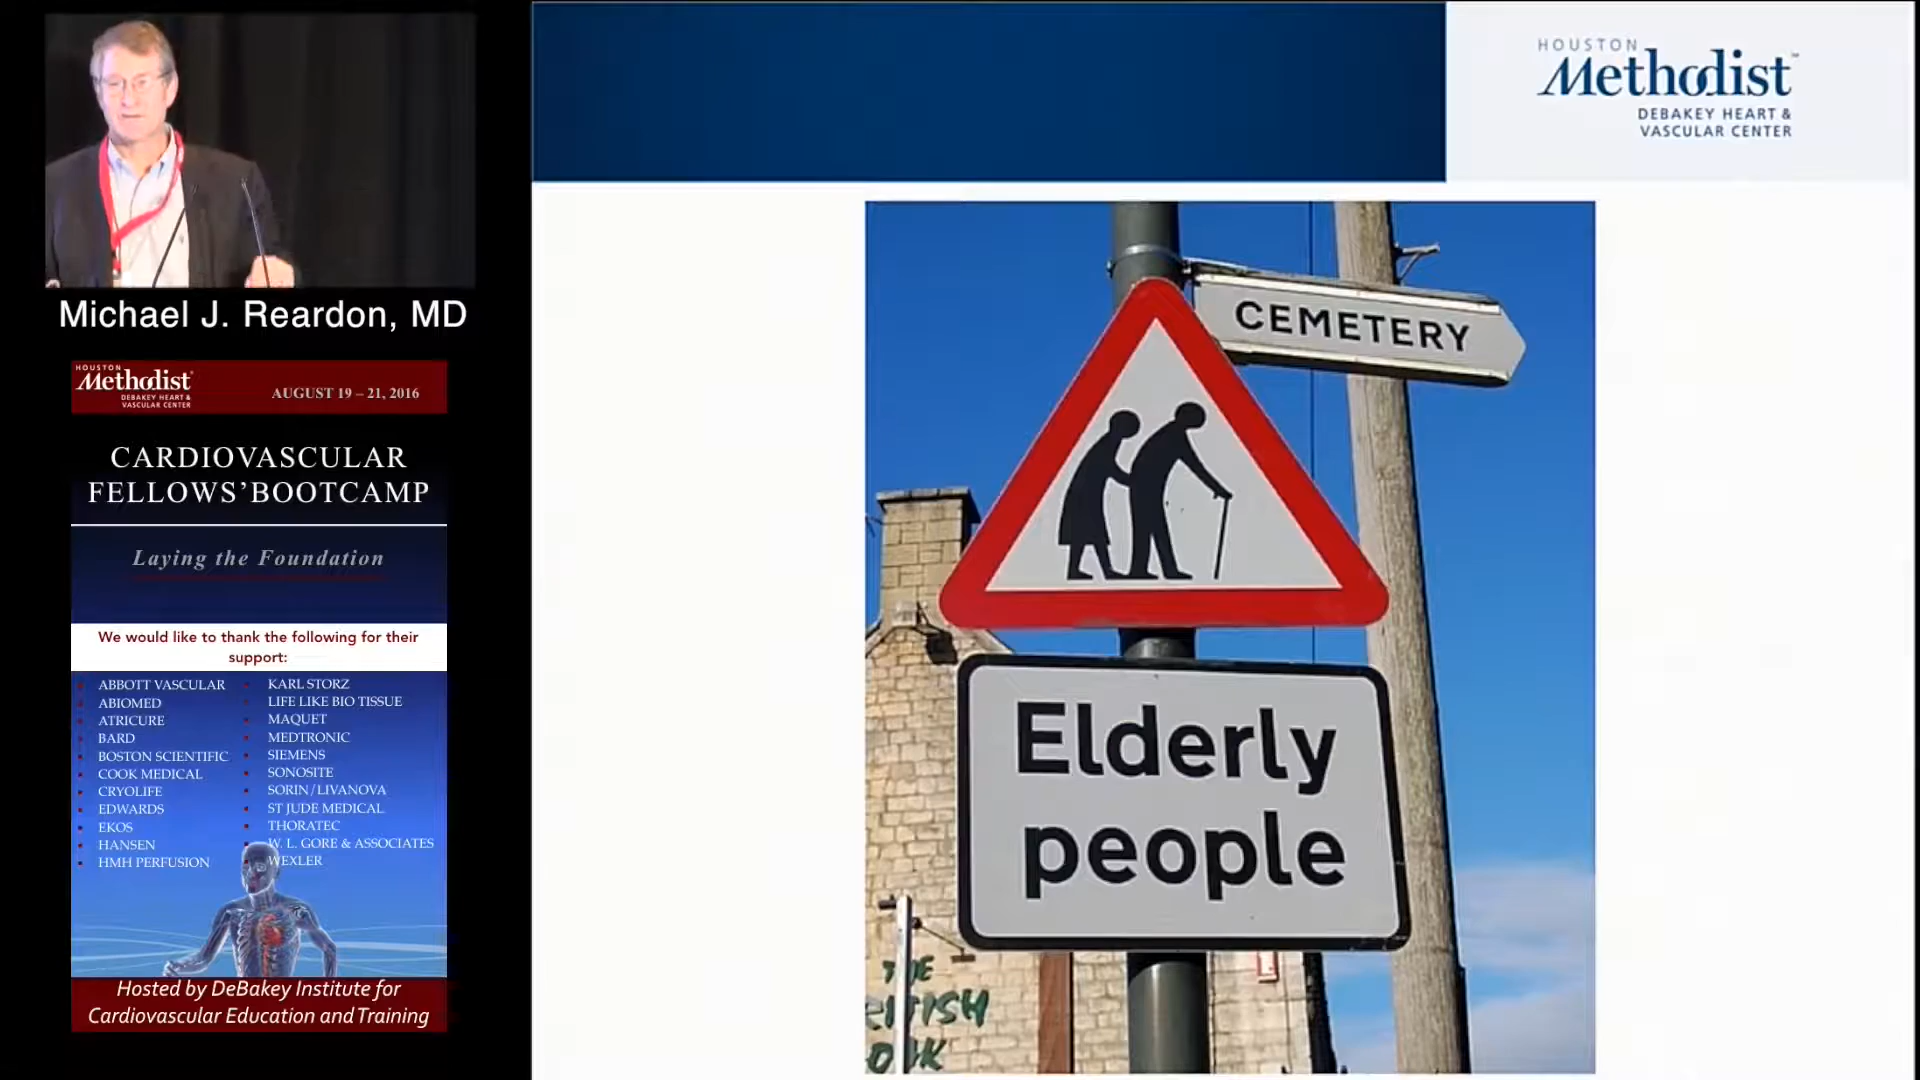 Michael J. Reardon, MD
HOUSTON
Methodist
DEBAKEY HEART &
VASCULAR CENTER
AUGUST 19 – 21, 2016
CARDIOVASCULAR
FELLOWS’BOOTCAMP
Laying the Foundation
We would like to thank the following for their
support:
ABBOTT VASCULAR
ABIOMED
ATRICURE
BARD
BOSTON SCIENTIFIC
COOK MEDICAL
CRYOLIFE
EDWARDS
EKOS
HANSEN
HMH PERFUSION
KARL STORZ
LIFE LIKE BIO TISSUE
MAQUET
MEDTRONIC
SIEMENS
SONOSITE
SORIN/LIVANOVA
ST JUDE MEDICAL
THORATEC
W. L. GORE & ASSOCIATES
WEXLER
Hosted by DeBakey Institute for
Cardiovascular Education and Training
HOUSTON
Methodist™
DEBAKEY HEART &
VASCULAR CENTER
CEMETERY
Elderly
people